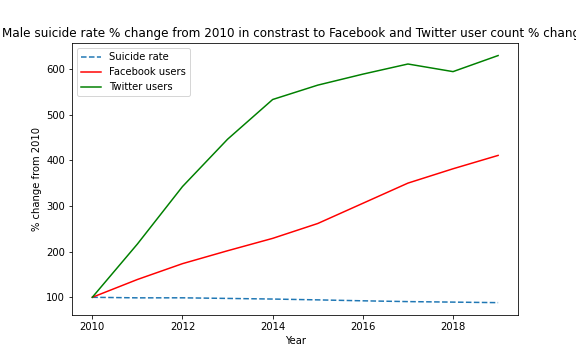 Male suicide rate % change from 2010 in constrast to Facebook and Twitter user count % chang
Suicide rate
Facebook users
Twitter users
600
500
400
300
200
100
% change from 2010
2010
2012
2014
2016
2018
Year